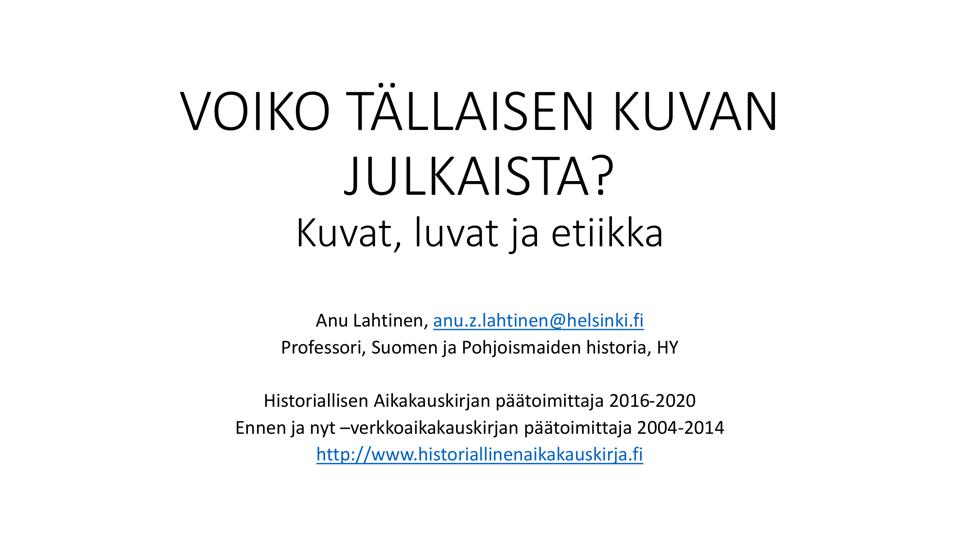 VOIKO TÄLLAISEN KUVAN
JULKAISTA?
Kuvat, luvat ja etiikka
Anu Lahtinen, anu.z.lahtinen@helsinki.fi
Professori, Suomen ja Pohjoismaiden historia, HY
Historiallisen Aikakauskirjan päätoimittaja 2016-2020
Ennen ja nyt –verkkoaikakauskirjan päätoimittaja 2004-2014
http://www.historiallinenaikakauskirja.fi